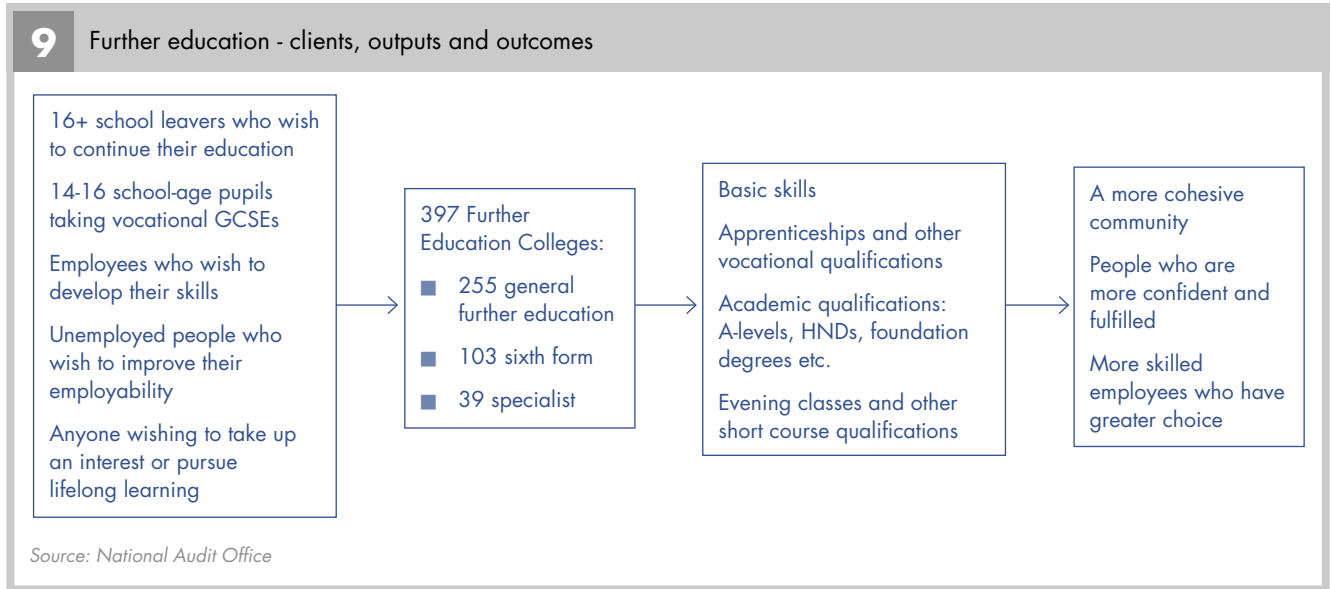 9
Further education - clients, outputs and outcomes
16+ school leavers who wish
to continue their education
14-16 school-age pupils
taking vocational GCSEs
Employees who wish to
develop their skills
Unemployed people who
wish to improve their
employability
Anyone wishing to take up
an interest or pursue
lifelong learning
397 Further
Education Colleges:
255 general
further education
103 sixth form
39 specialist
Basic skills
Apprenticeships and other
vocational qualifications
Academic qualifications:
A-levels, HNDs, foundation
degrees etc.
Evening classes and other
short course qualifications
A more cohesive
community
People who are
more confident and
fulfilled
More skilled
employees who have
greater choice
Source: National Audit Office